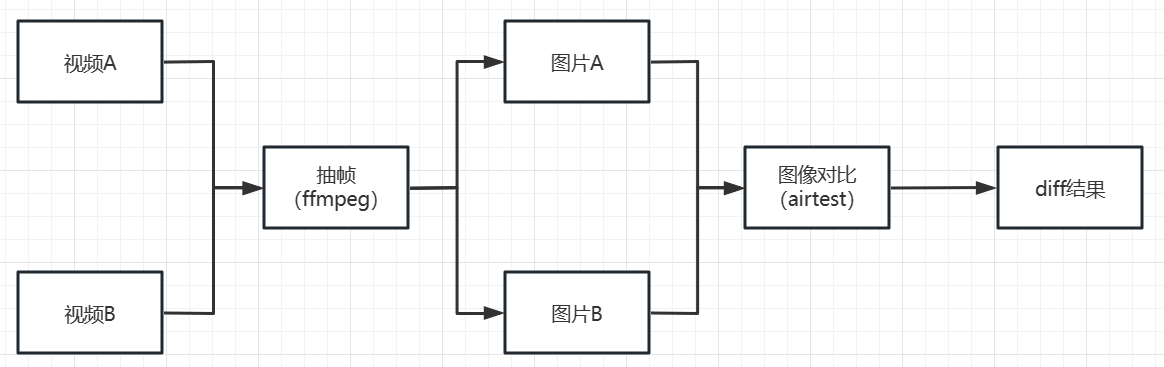 视频A
视频B
抽帧
（ffmpeg）
图片A
图片B
图像对比
（airtest）
diff结果